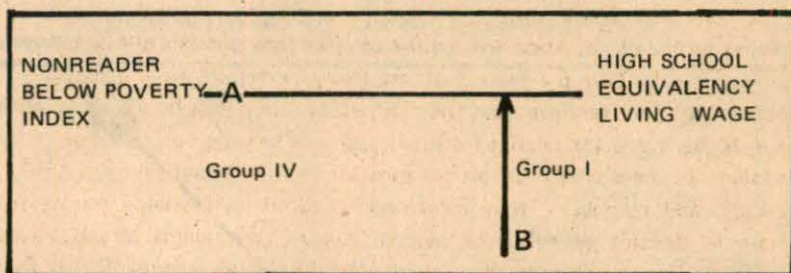 NONREADER
BELOW POVERTY
INDEX
A
HIGH SCHOOL
EQUIVALENCY
LIVING WAGE
Group IV
Group I
B